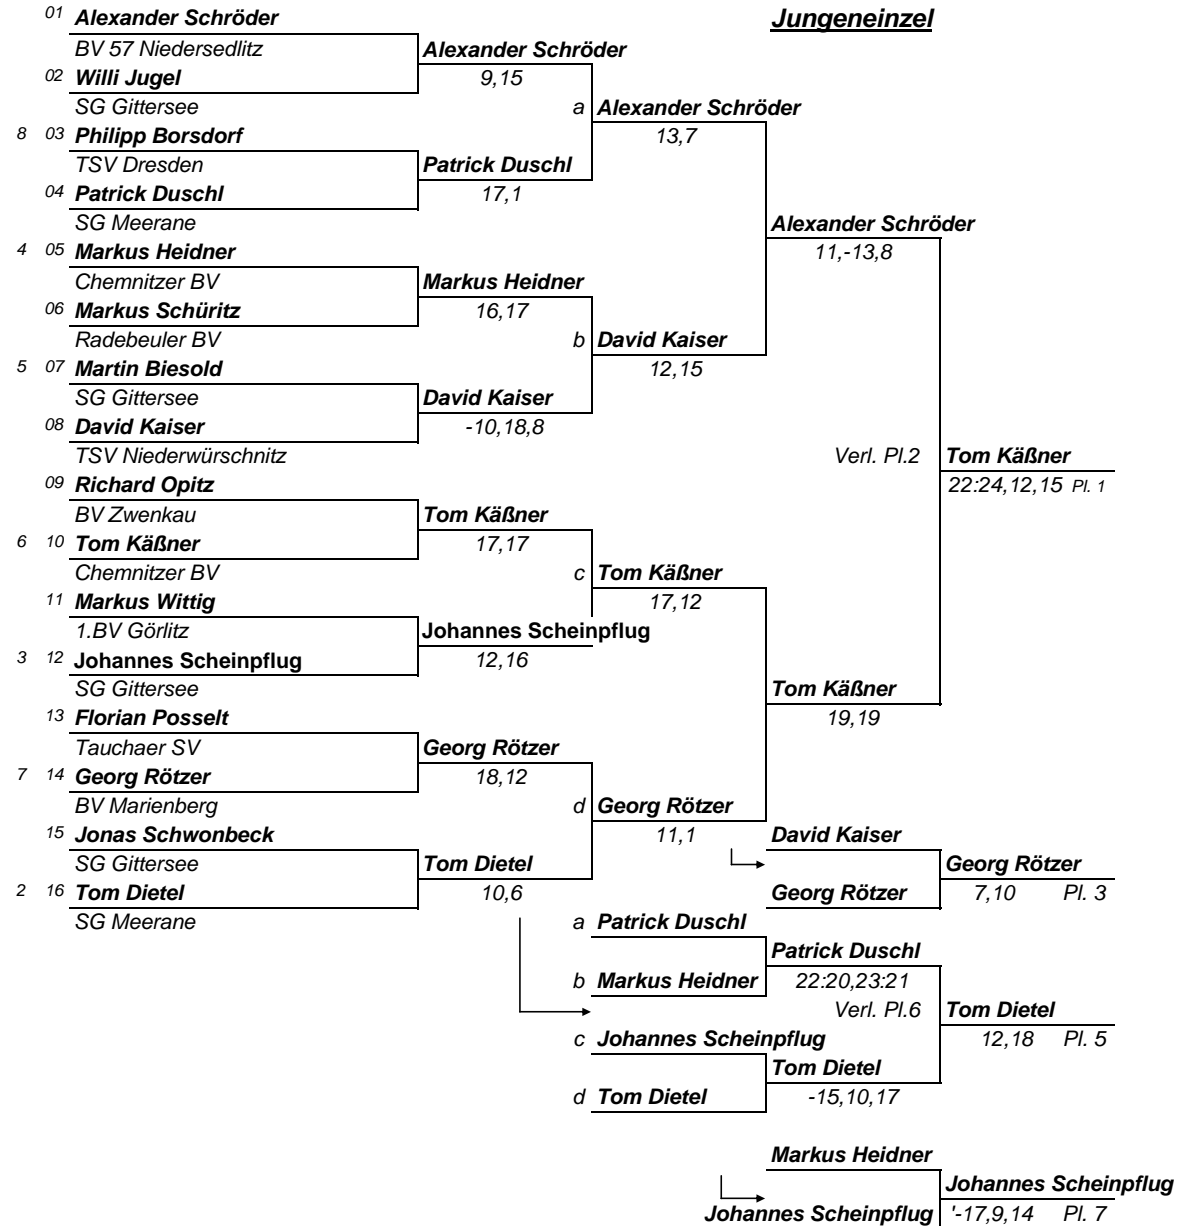 01 Alexander Schröder Jungeneinzel
BV 57 Niedersedlitz Alexander Schröder
02 Willi Jugel 9,15
SG Gittersee a Alexander Schröder
8 03 Philipp Borsdorf 13,7
TSV Dresden Patrick Duschl
04 Patrick Duschl 17,1
SG Meerane Alexander Schröder
4 05 Markus Heidner 11,-13,8
Chemnitzer BV Markus Heidner
06 Markus Schüritz 16,17
Radebeuler BV b David Kaiser
5 07 Martin Biesold 12,15
SG Gittersee David Kaiser
08 David Kaiser -10,18,8
TSV Niederwürschnitz Verl. Pl.2 Tom Käßner
09 Richard Opitz 22:24,12,15 Pl. 1
BV Zwenkau Tom Käßner
6 10 Tom Käßner 17,17
Chemnitzer BV c Tom Käßner
11 Markus Wittig 17,12
1.BV Görlitz Johannes Scheinpflug
3 12 Johannes Scheinpflug 12,16
SG Gittersee Tom Käßner
13 Florian Posselt 19,19
Tauchaer SV Georg Rötzer
7 14 Georg Rötzer 18,12
BV Marienberg d Georg Rötzer
15 Jonas Schwonbeck 11,1 David Kaiser
SG Gittersee Tom Dietel Georg Rötzer
2 16 Tom Dietel 10,6 Georg Rötzer 7,10 Pl. 3
SG Meerane a Patrick Duschl
Patrick Duschl
b Markus Heidner 22:20,23:21
Verl. Pl.6 Tom Dietel
c Johannes Scheinpflug 12,18 Pl. 5
Tom Dietel
d Tom Dietel -15,10,17
Markus Heidner
Johannes Scheinpflug
Johannes Scheinpflug '-17,9,14 Pl. 7